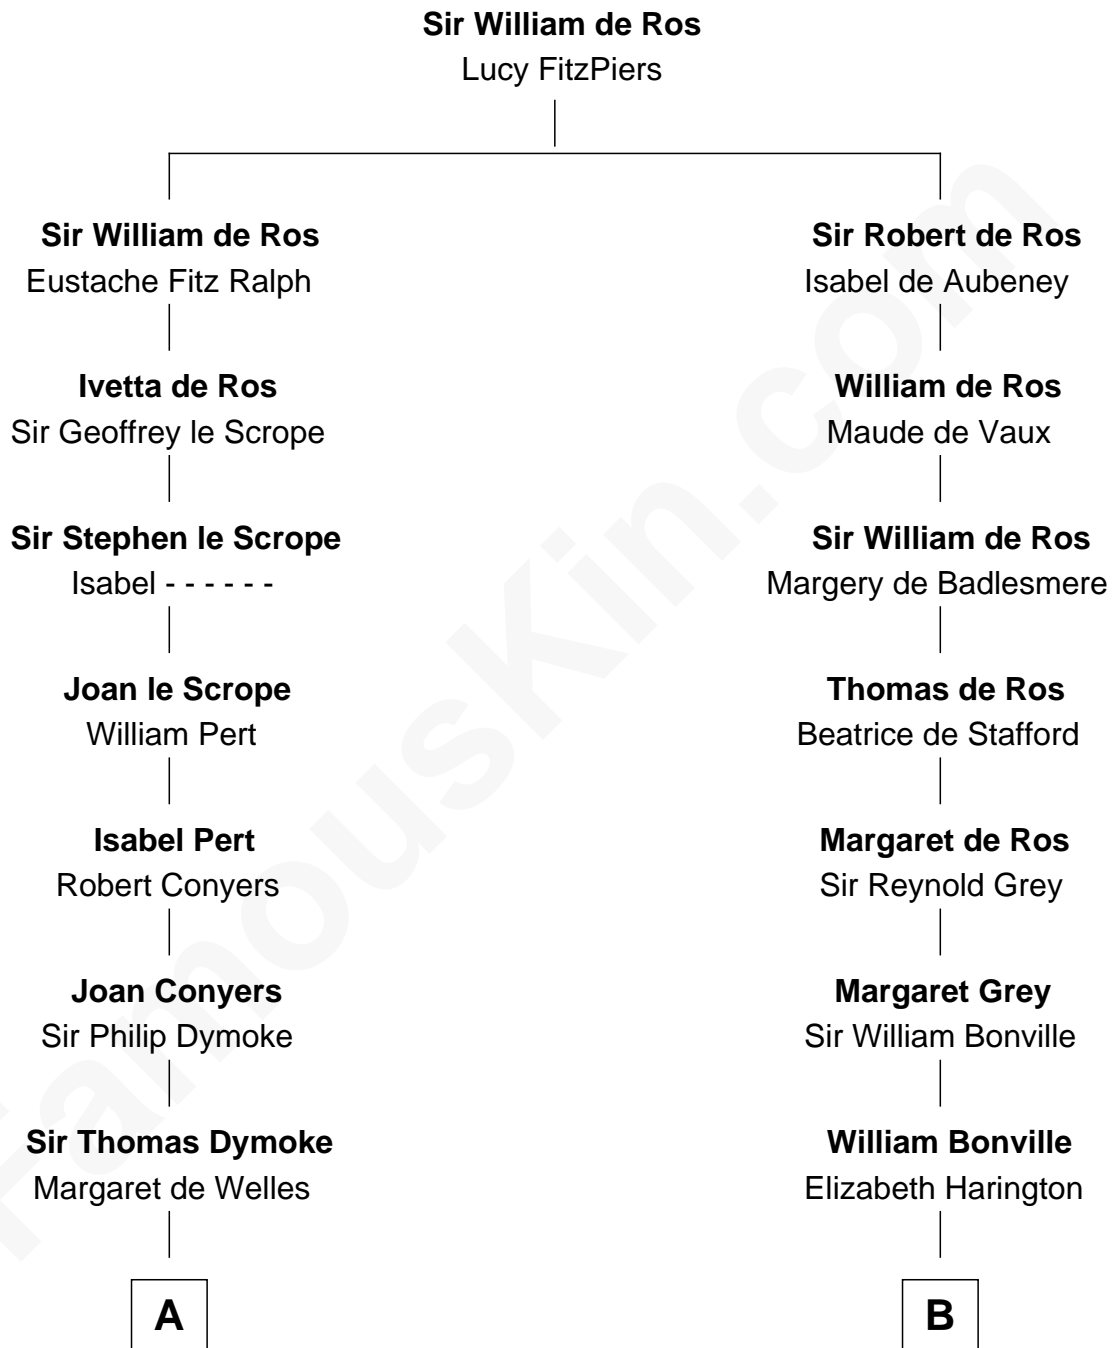 Sir William de Ros
Lucy FitzPiers
Sir William de Ros
Eustache Fitz Ralph
Sir Robert de Ros
Isabel de Aubeney
Ivetta de Ros
Sir Geoffrey le Scrope
William de Ros
Maude de Vaux
Sir Stephen le Scrope
Isabel - - - - - -
Sir William de Ros
Margery de Badlesmere
Joan le Scrope
William Pert
Thomas de Ros
Beatrice de Stafford
Isabel Pert
Robert Conyers
Margaret de Ros
Sir Reynold Grey
Joan Conyers
Sir Philip Dymoke
Margaret Grey
Sir William Bonville
Sir Thomas Dymoke
Margaret de Welles
William Bonville
Elizabeth Harington
A
B
FamousKin.com